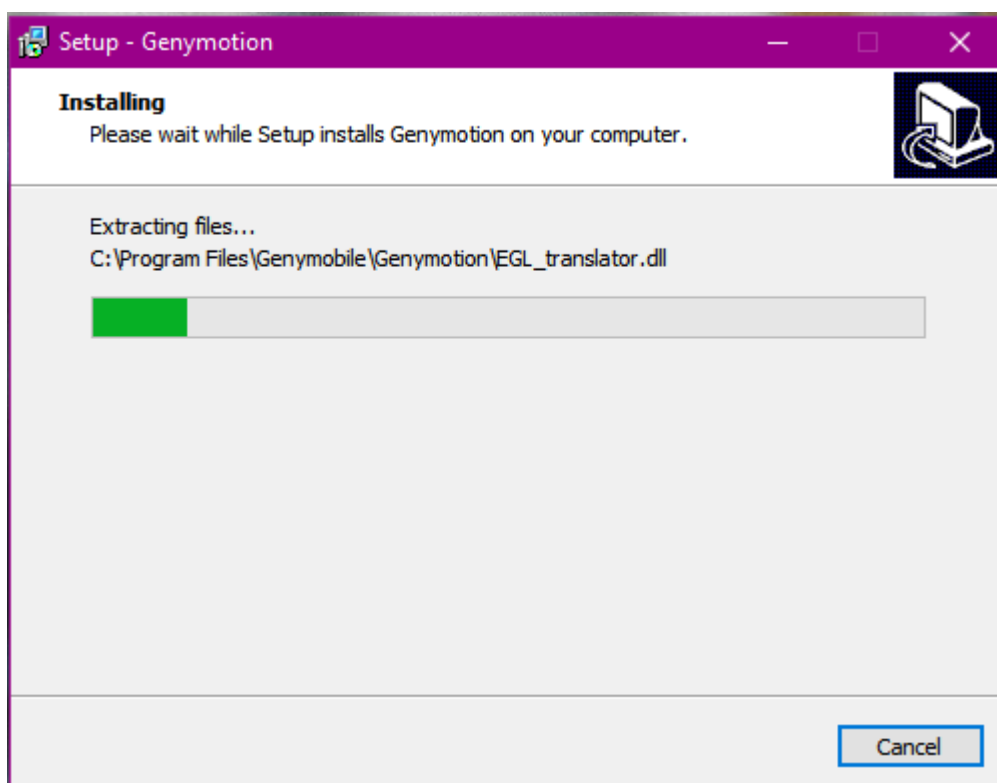 Setup - Genymotion
Installing
Please wait while Setup installs Genymotion on your computer.
Extracting files...
C:\Program Files\Genymobile\Genymotion\EGL_translator.dll
Cancel